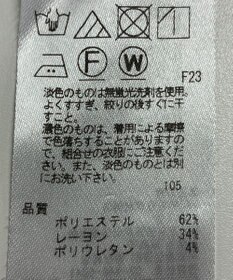 F W
F23
淡色のものは無蛍光洗剤を使用。
よくすすぎ、絞りの後すぐに干
すこと。
濃色のものは、着用による摩擦
で色落ちすることがありますの
で、組合せの衣服にご注意くださ
い。また、淡色のものとは別に
お洗い下さい。
105
品質
ポリエステル 62%
レーヨン 34%
ポリウレタン 4%